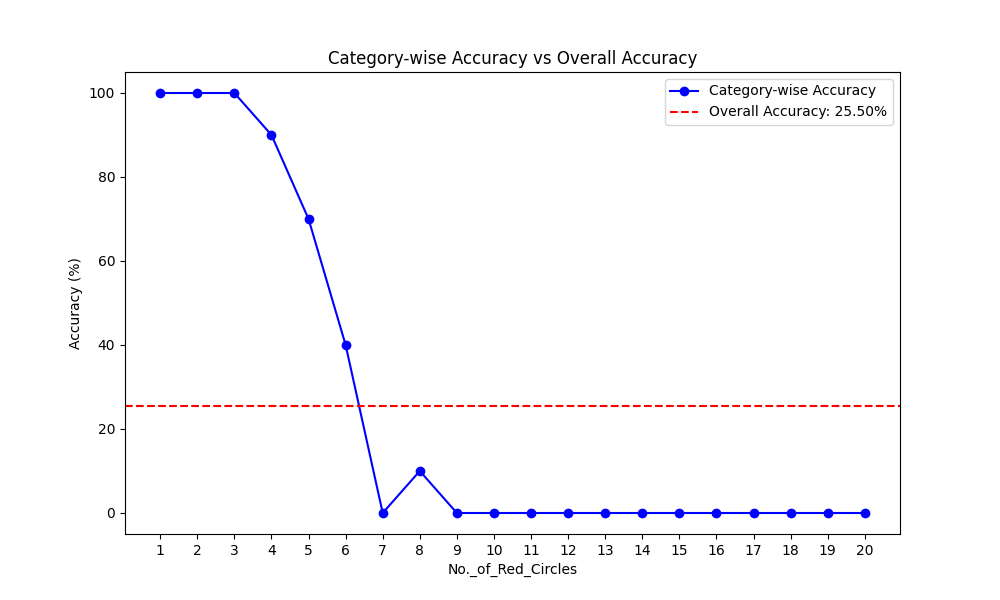 Category-wise Accuracy vs Overall Accuracy
Category-wise Accuracy
Overall Accuracy: 25.50%
Accuracy (%)
100
80
60
40
20
0
1 2 3 4 5 6 7 8 9 10 11 12 13 14 15 16 17 18 19 20
No._of_Red_Circles